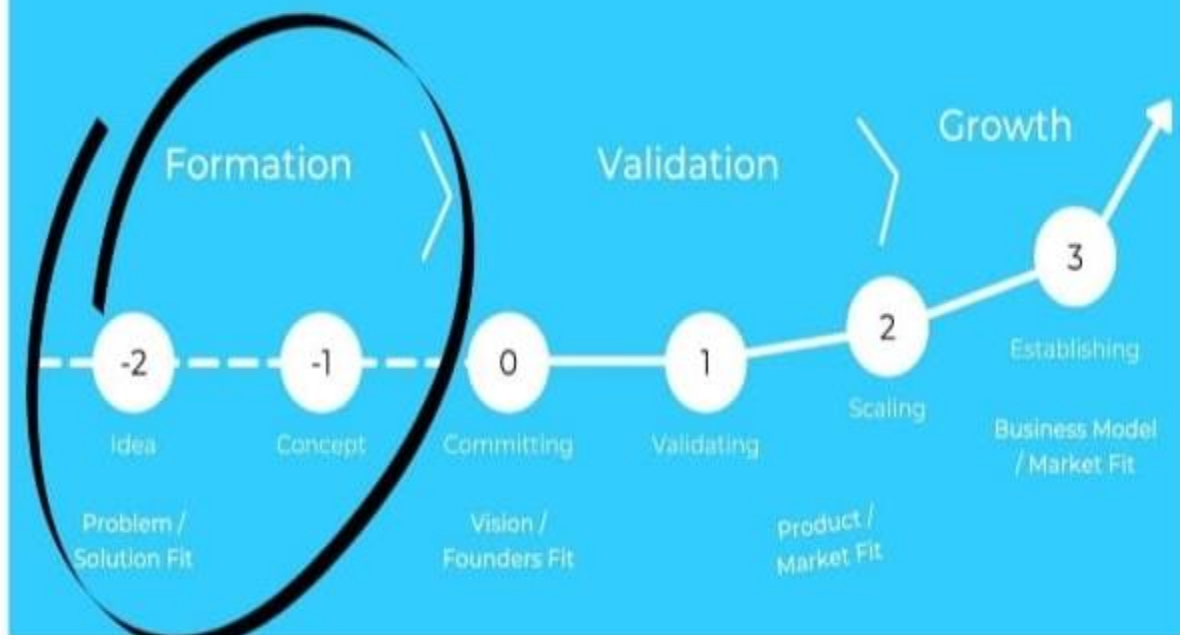 Formation
Validation
Growth
-2
-1
0
1
2
3
Idea
Concept
Committing
Validating
Scaling
Establishing
Problem /
Solution Fit
Vision /
Founders Fit
Product /
Market Fit
Business Model
/ Market Fit